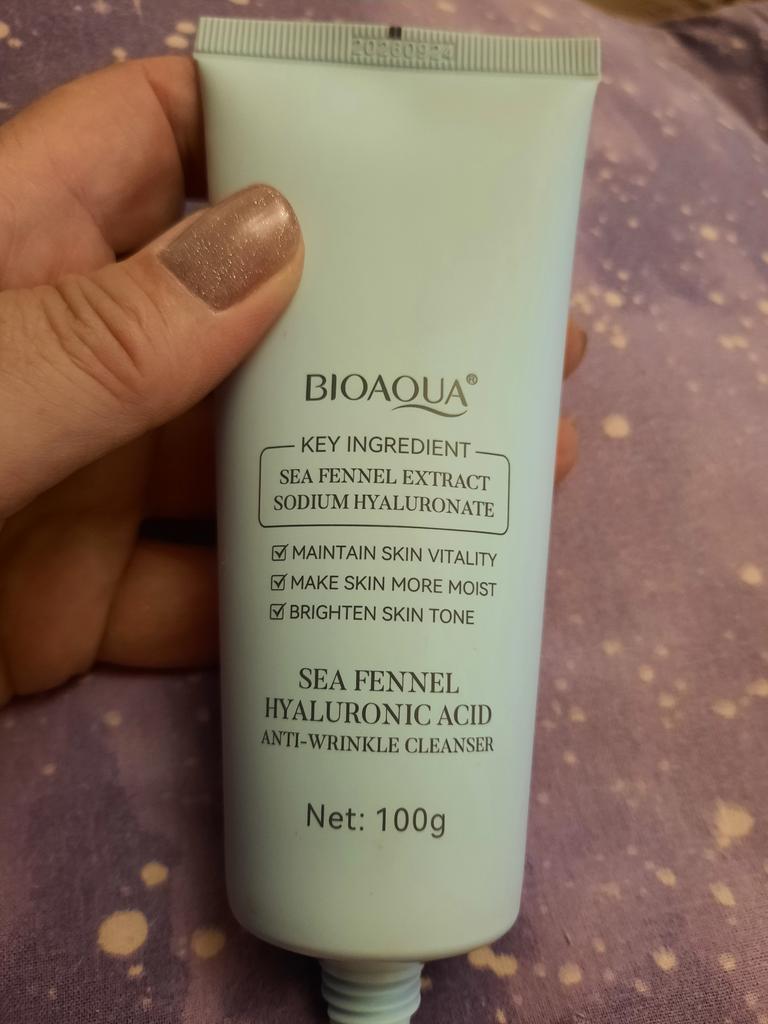 20260924
BIOAQUA®
KEY INGREDIENT
SEA FENNEL EXTRACT
SODIUM HYALURONATE
☑ MAINTAIN SKIN VITALITY
☑ MAKE SKIN MORE MOIST
☑ BRIGHTEN SKIN TONE
SEA FENNEL
HYALURONIC ACID
ANTI-WRINKLE CLEANSER
Net: 100g